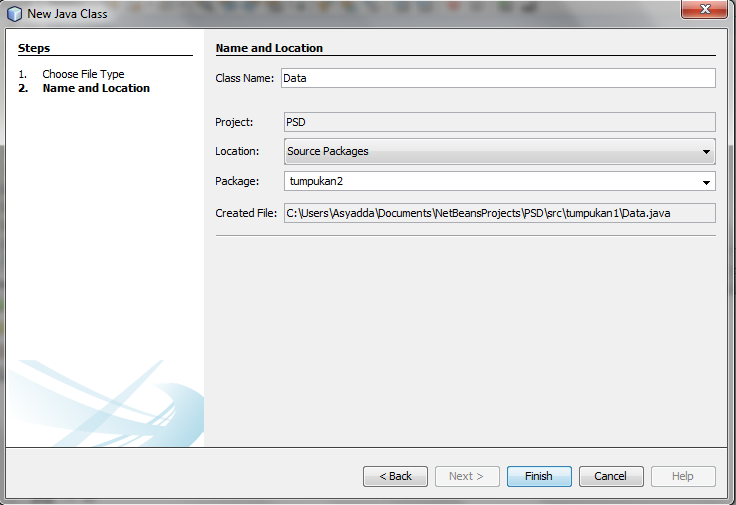 New Java Class
Steps
1. Choose File Type
2. Name and Location
Name and Location
Class Name: Data
Project: PSD
Location: Source Packages
Package: tumpukan2
Created File: C:\Users\Asyadda\Documents\NetBeansProjects\PSD\src\tumpukan1\Data.java
< Back Next > Finish Cancel Help